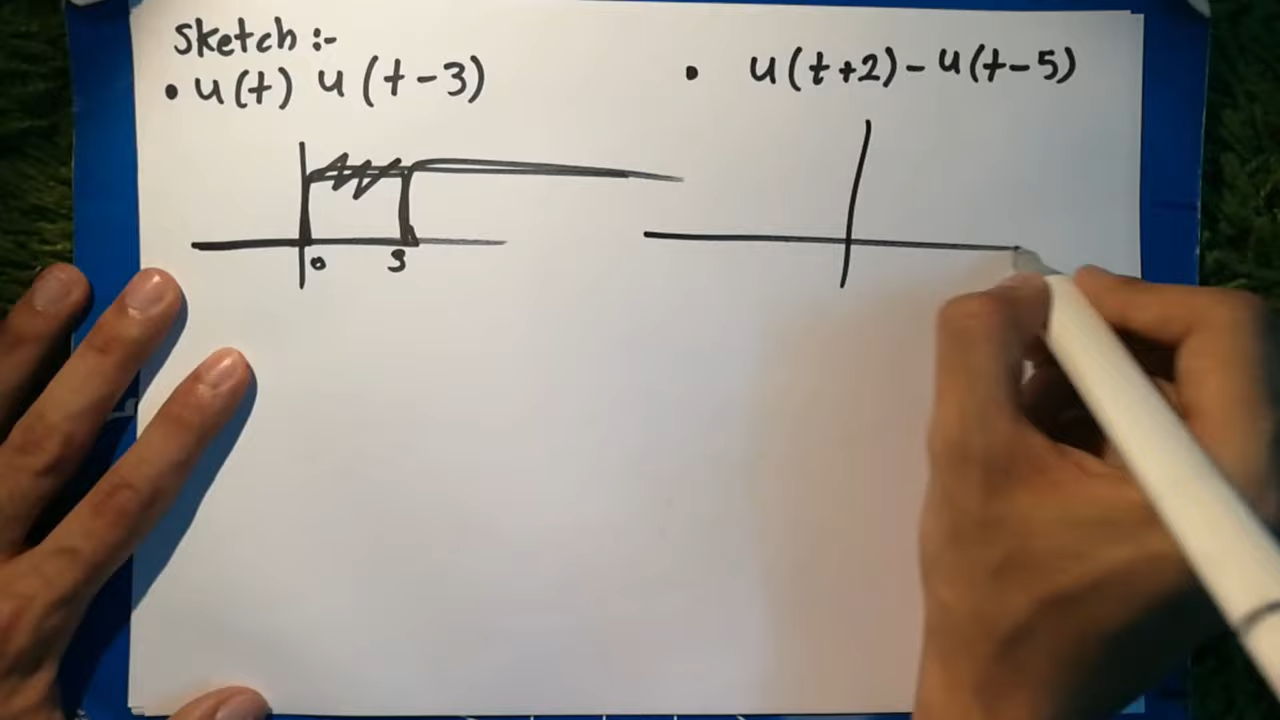 Sketch :-
• u(t) u(t-3)
• u(t+2) - u(t-5)
0 3